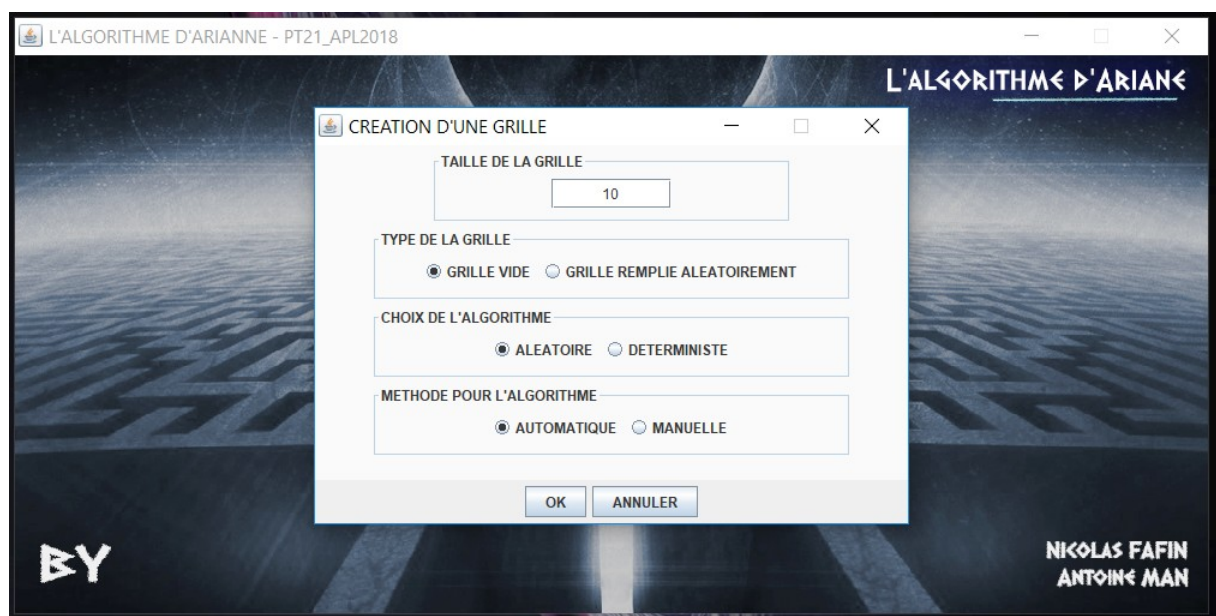 L'ALGORITHME D'ARIANNE - PT21_APL2018
L'ALGORITHME D'ARIANE
CREATION D'UNE GRILLE
TAILLE DE LA GRILLE
10
TYPE DE LA GRILLE
GRILLE VIDE GRILLE REMPLIE ALEATOIREMENT
CHOIX DE L'ALGORITHME
ALEATOIRE DETERMINISTE
METHODE POUR L'ALGORITHME
AUTOMATIQUE MANUELLE
OK ANNULER
BY
NICOLAS FAFIN
ANTOINE MAN